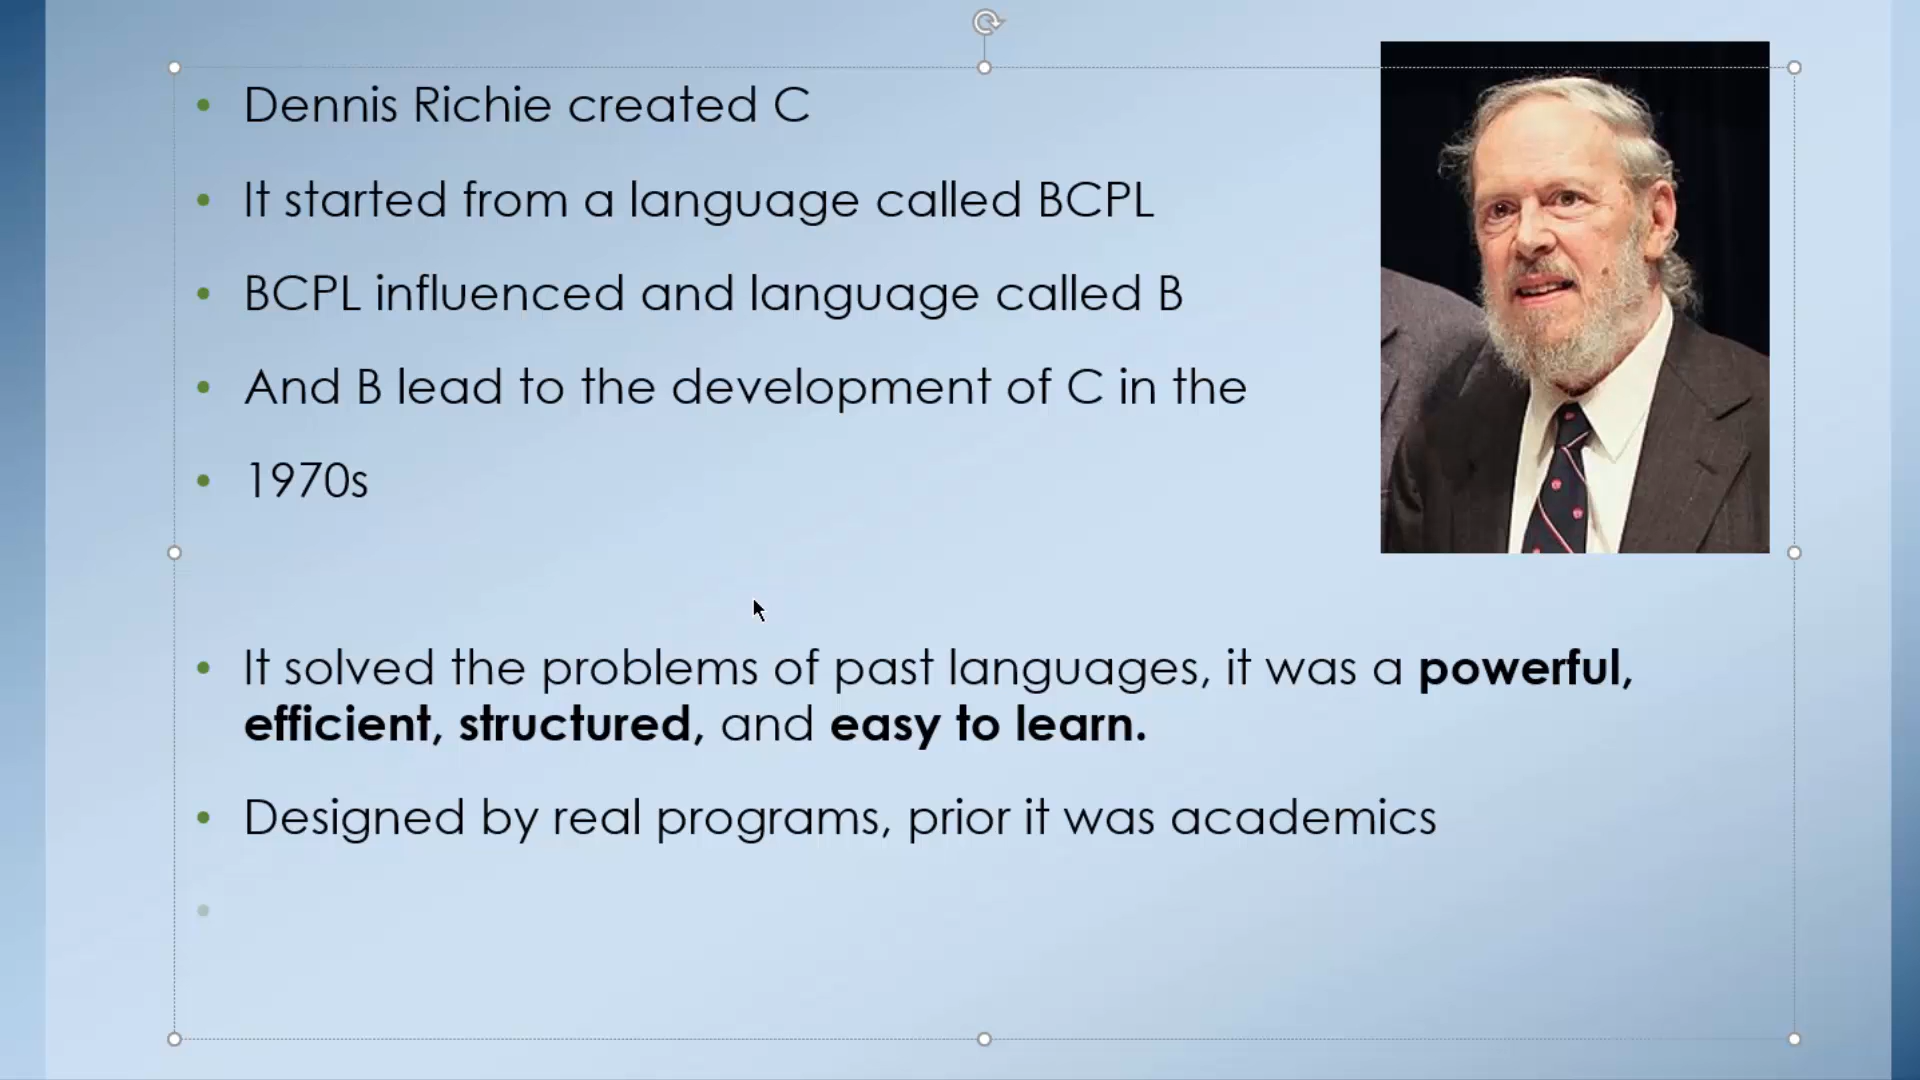 Dennis Richie created C
It started from a language called BCPL
BCPL influenced and language called B
And B lead to the development of C in the
1970s
It solved the problems of past languages, it was a powerful,
efficient, structured, and easy to learn.
Designed by real programs, prior it was academics